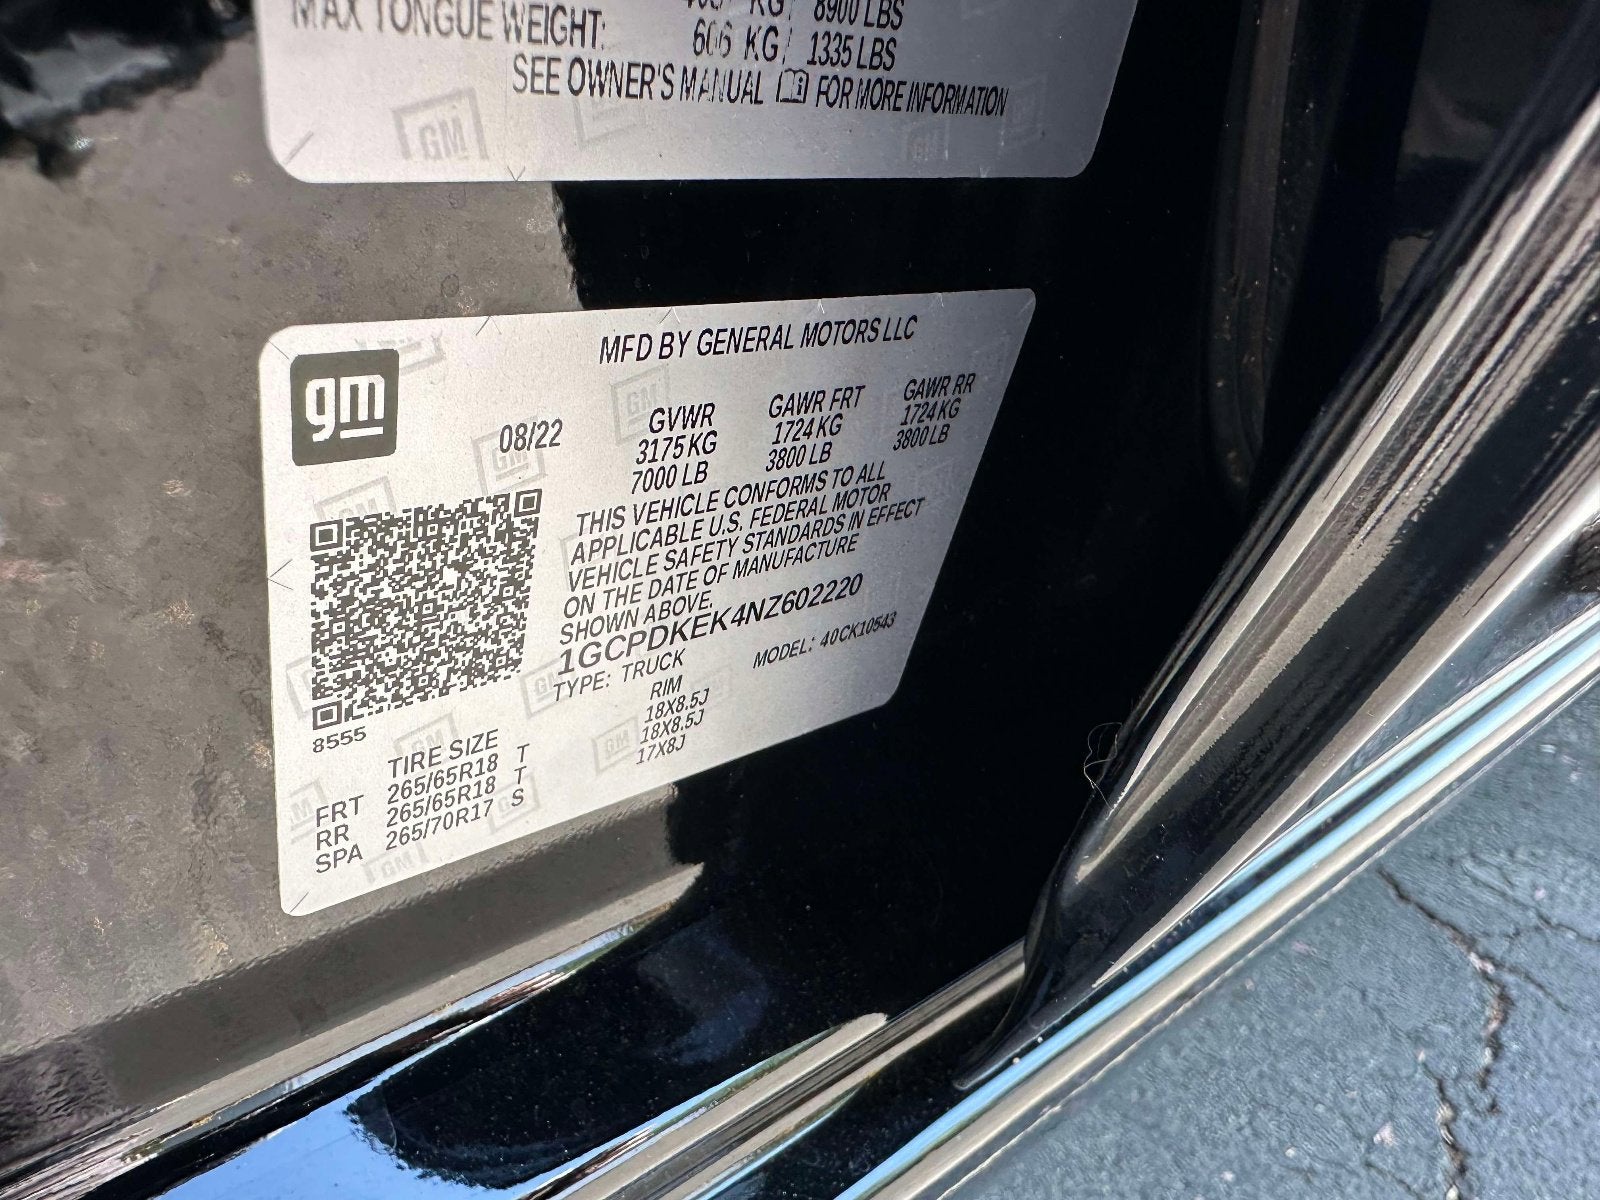 KG/ 8900 LBS
MAX TONGUE WEIGHT: 606 KG/ 1335 LBS
SEE OWNER'S MANUAL FOR MORE INFORMATION
GM
gm
MFD BY GENERAL MOTORS LLC
08/22
GVWR GAWR FRT GAWR RR
3175 KG 1724 KG 1724 KG
7000 LB 3800 LB 3800 LB
THIS VEHICLE CONFORMS TO ALL
APPLICABLE U.S. FEDERAL MOTOR
VEHICLE SAFETY STANDARDS IN EFFECT
ON THE DATE OF MANUFACTURE
SHOWN ABOVE.
1GCPDKEK4NZ602220
TYPE: TRUCK MODEL: 40CK10543
8555
TIRE SIZE RIM
FRT 265/65R18 T 18X8.5J
RR 265/65R18 T 18X8.5J
SPA 265/70R17 S 17X8J